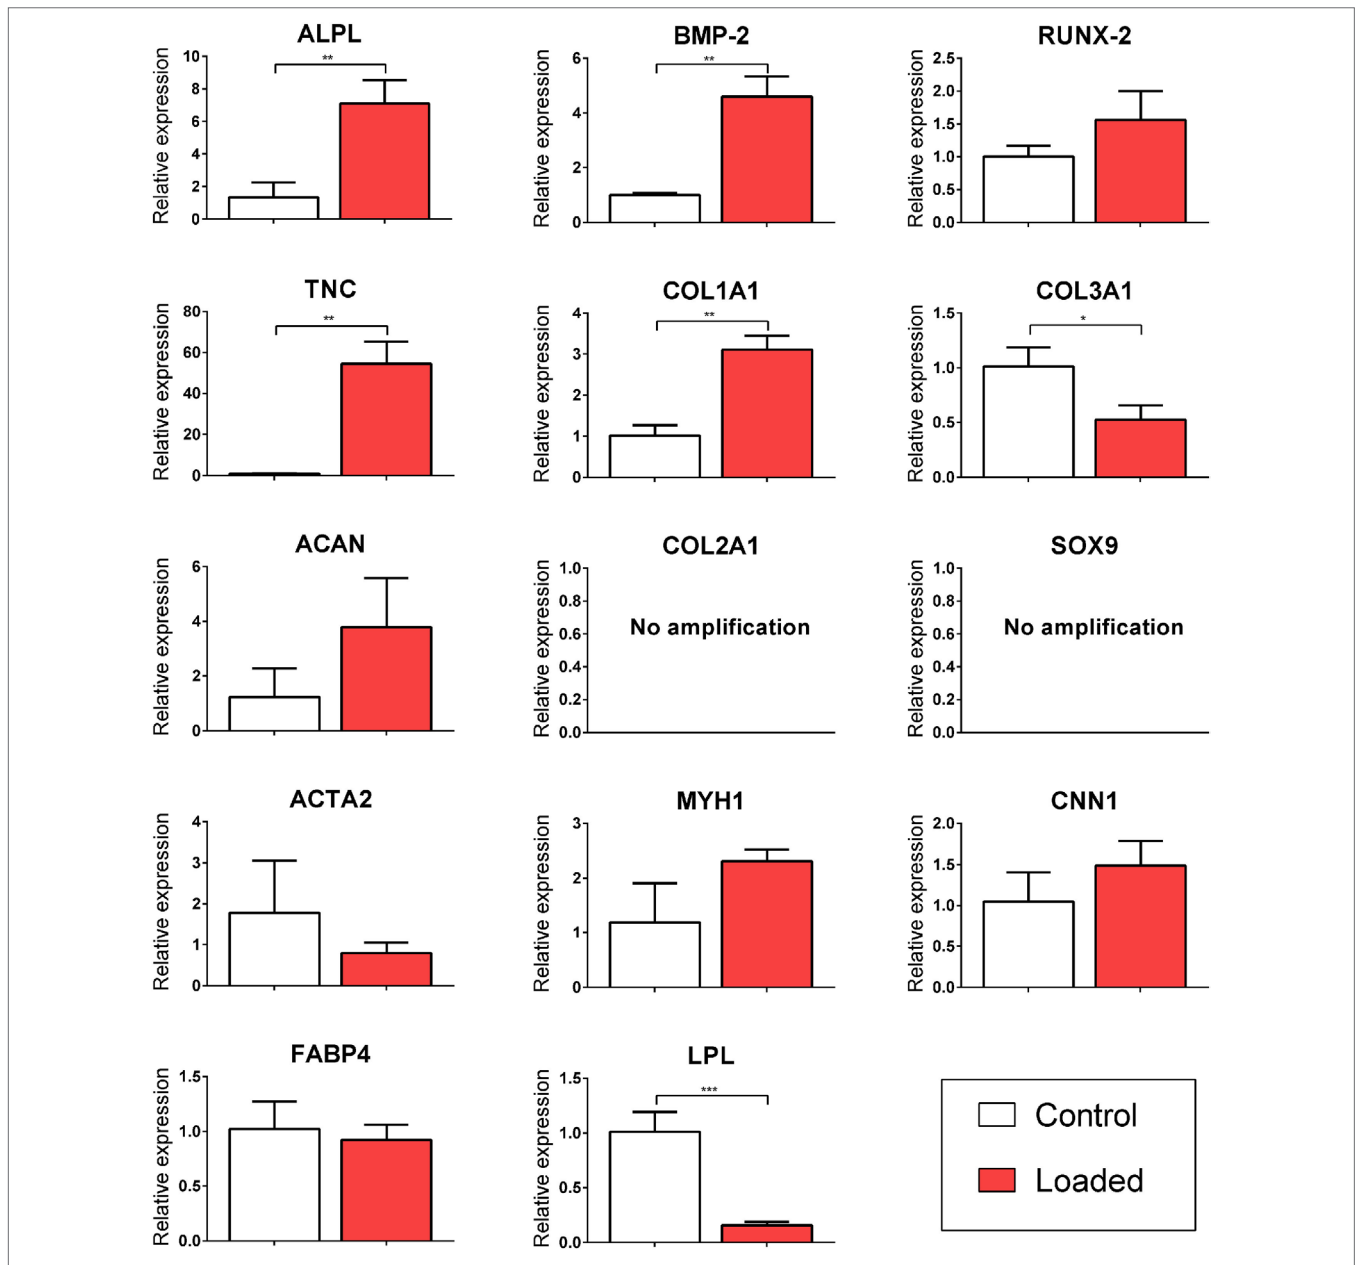 ALPL
Relative expression
10
8
6
4
2
0
**
BMP-2
Relative expression
6
4
2
0
**
RUNX-2
Relative expression
2.5
2.0
1.5
1.0
0.5
0.0
TNC
Relative expression
80
60
40
20
0
**
COL1A1
Relative expression
4
3
2
1
0
**
COL3A1
Relative expression
1.5
1.0
0.5
0.0
*
ACAN
Relative expression
6
4
2
0
COL2A1
Relative expression
1.0
0.8
0.6
0.4
0.2
0.0
No amplification
SOX9
Relative expression
1.0
0.8
0.6
0.4
0.2
0.0
No amplification
ACTA2
Relative expression
4
3
2
1
0
MYH1
Relative expression
3
2
1
0
CNN1
Relative expression
2.0
1.5
1.0
0.5
0.0
FABP4
Relative expression
1.5
1.0
0.5
0.0
LPL
Relative expression
1.5
1.0
0.5
0.0
***
Control
Loaded